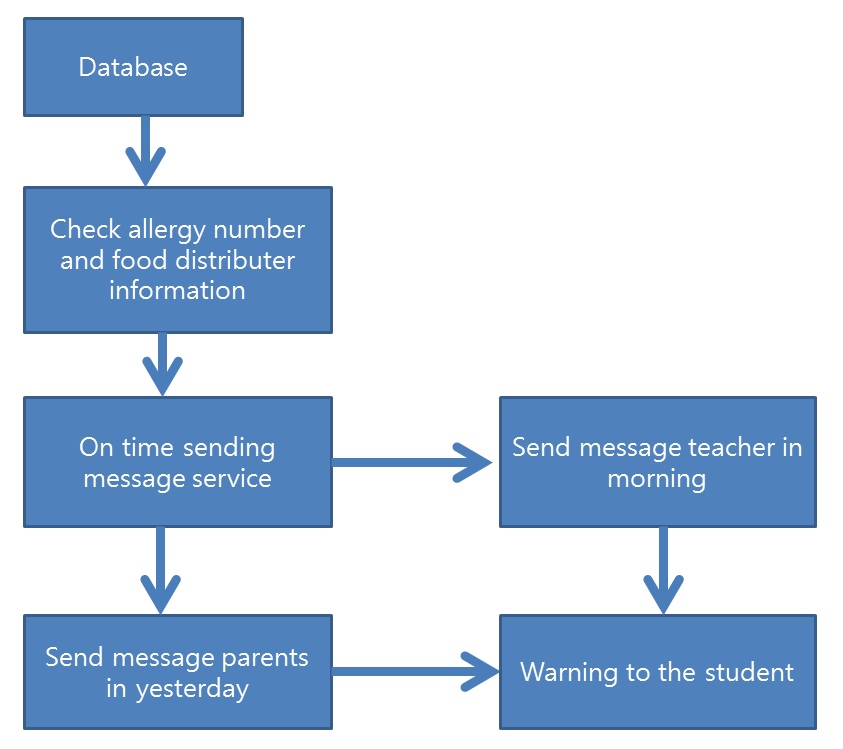 Database
Check allergy number
and food distributer
information
On time sending
message service
Send message teacher in
morning
Send message parents
in yesterday
Warning to the student